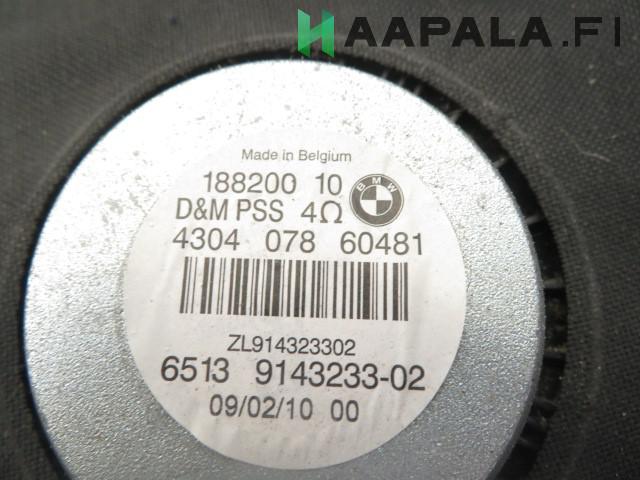 HAAPALA.FI
Made in Belgium
188200 10
BMW
D&M PSS 4Ω
4304 078 60481
ZL914323302
6513 9143233-02
09/02/10 00